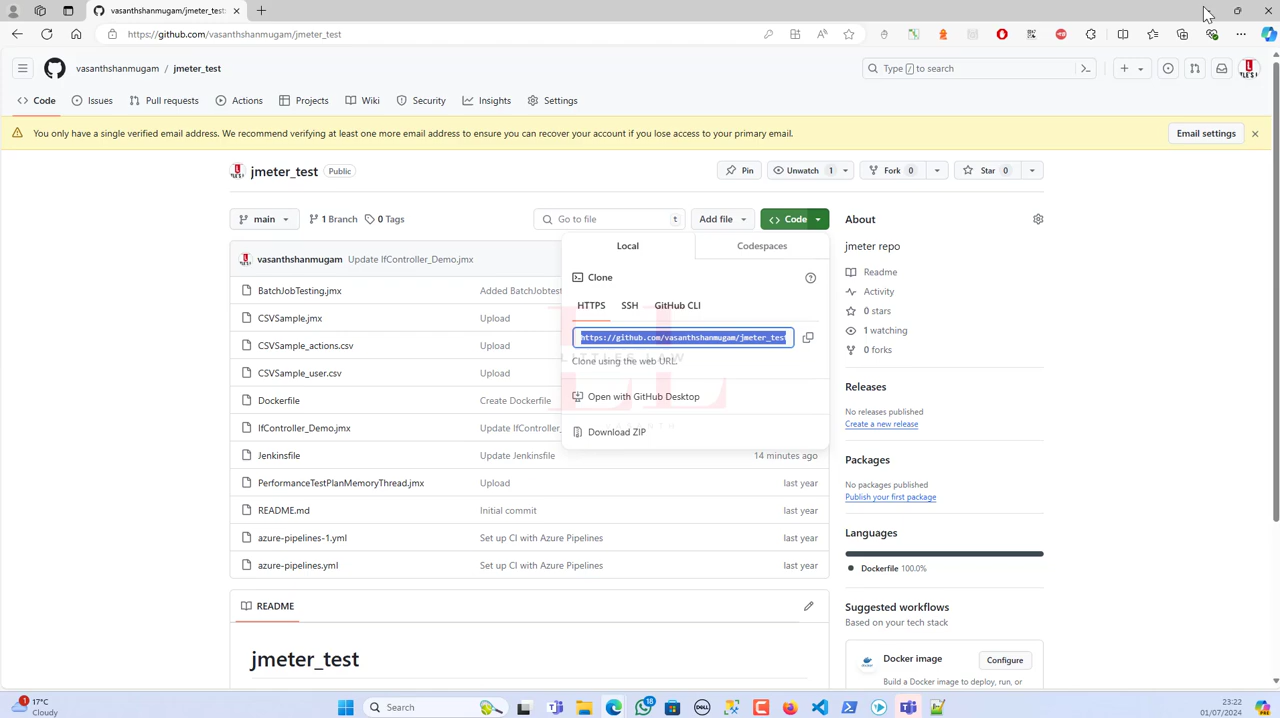 vasanthshanmugam/jmeter_test:
https://github.com/vasanthshanmugam/jmeter_test
vasanthshanmugam / jmeter_test
Type / to search
Code
Issues
Pull requests
Actions
Projects
Wiki
Security
Insights
Settings
You only have a single verified email address. We recommend verifying at least one more email address to ensure you can recover your account if you lose access to your primary email.
Email settings
jmeter_test
Public
Pin
Unwatch 1
Fork 0
Star 0
main
1 Branch
0 Tags
Go to file
t
Add file
Code
About
vasanthshanmugam Update IfController_Demo.jmx
Local
Codespaces
jmeter repo
Clone
Readme
Activity
0 stars
1 watching
0 forks
HTTPS
SSH
GitHub CLI
https://github.com/vasanthshanmugam/jmeter_test
Clone using the web URL.
Open with GitHub Desktop
Download ZIP
BatchJobTesting.jmx Added BatchJobtest
CSVSample.jmx Upload
CSVSample_actions.csv Upload
CSVSample_user.csv Upload
Dockerfile Create Dockerfile
IfController_Demo.jmx Update IfController_
Jenkinsfile Update Jenkinsfile 14 minutes ago
PerformanceTestPlanMemoryThread.jmx Upload last year
README.md Initial commit last year
azure-pipelines-1.yml Set up CI with Azure Pipelines last year
azure-pipelines.yml Set up CI with Azure Pipelines last year
Releases
No releases published
Create a new release
Packages
No packages published
Publish your first package
Languages
Dockerfile 100.0%
README
jmeter_test
Suggested workflows
Based on your tech stack
Docker image
Configure
Build a Docker image to deploy, run, or
17°C
Cloudy
Search
18
23:22
01/07/2024